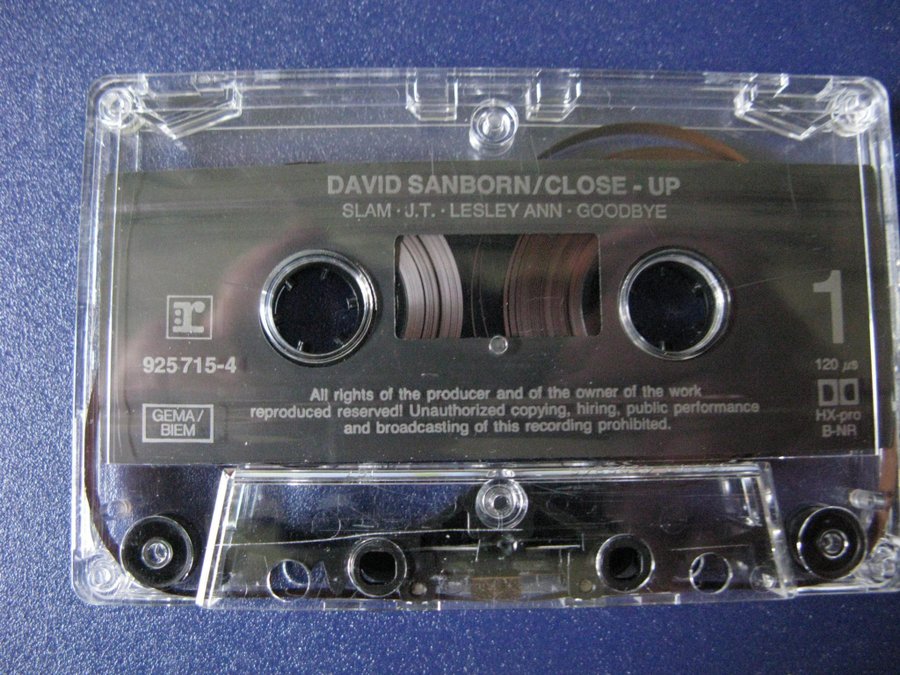 DAVID SANBORN/CLOSE - UP
SLAM · J.T. · LESLEY ANN · GOODBYE
:r
1
925 715-4
120 µs
All rights of the producer and of the owner of the work
reproduced reserved! Unauthorized copying, hiring, public performance
and broadcasting of this recording prohibited.
GEMA/
BIEM
HX-pro
B-NR